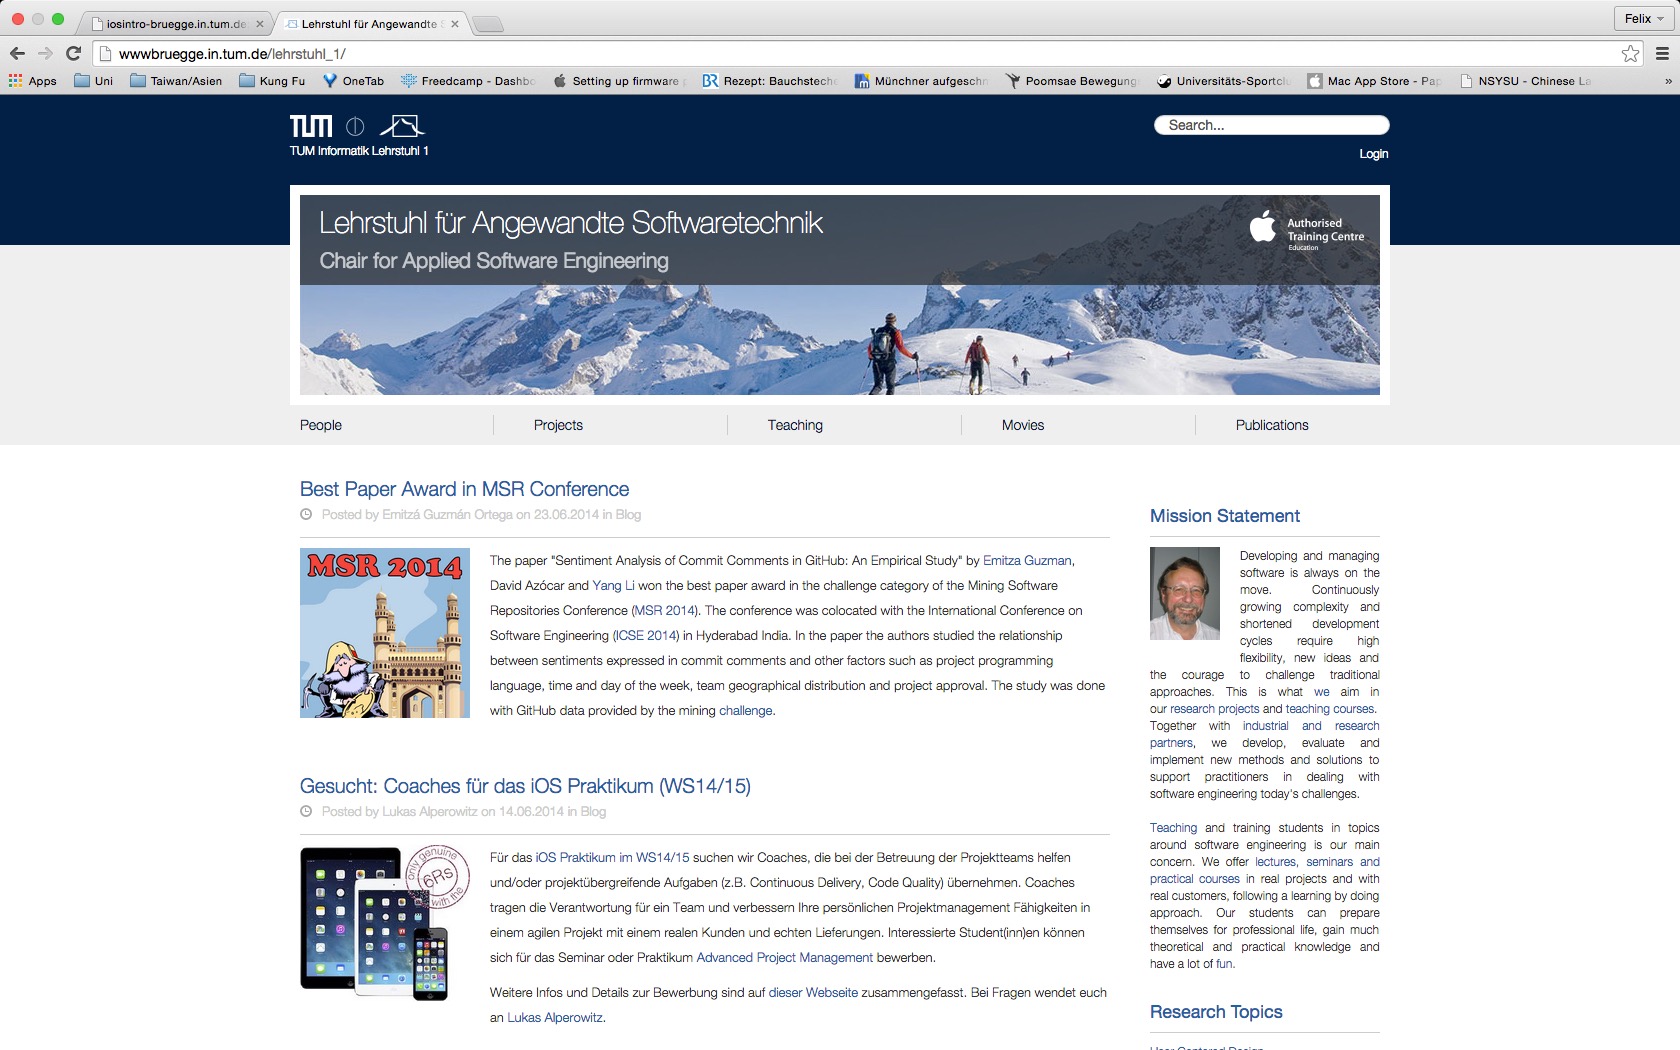 iosintro-bruegge.in.tum.de
Lehrstuhl für Angewandte
Felix
wwwbruegge.in.tum.de/lehrstuhl_1/
Apps
Uni
Taiwan/Asien
Kung Fu
OneTab
Freedcamp - Dashbo
Setting up firmware
Rezept: Bauchsteche
Münchner aufgeschn
Poomsae Bewegung
Universitäts-Sportclu
Mac App Store - Pap
NSYSU - Chinese La
»
TUM
TUM Informatik Lehrstuhl 1
Search...
Login
Lehrstuhl für Angewandte Softwaretechnik
Chair for Applied Software Engineering
Authorised
Training Centre
Education
People
Projects
Teaching
Movies
Publications
Best Paper Award in MSR Conference
Posted by Emitzá Guzmán Ortega on 23.06.2014 in Blog
MSR 2014
The paper "Sentiment Analysis of Commit Comments in GitHub: An Empirical Study" by Emitza Guzman,
David Azócar and Yang Li won the best paper award in the challenge category of the Mining Software
Repositories Conference (MSR 2014). The conference was colocated with the International Conference on
Software Engineering (ICSE 2014) in Hyderabad India. In the paper the authors studied the relationship
between sentiments expressed in commit comments and other factors such as project programming
language, time and day of the week, team geographical distribution and project approval. The study was done
with GitHub data provided by the mining challenge.
Gesucht: Coaches für das iOS Praktikum (WS14/15)
Posted by Lukas Alperowitz on 14.06.2014 in Blog
only genuine
6Rs
with the
Für das iOS Praktikum im WS14/15 suchen wir Coaches, die bei der Betreuung der Projektteams helfen
und/oder projektübergreifende Aufgaben (z.B. Continuous Delivery, Code Quality) übernehmen. Coaches
tragen die Verantwortung für ein Team und verbessern Ihre persönlichen Projektmanagement Fähigkeiten in
einem agilen Projekt mit einem realen Kunden und echten Lieferungen. Interessierte Student(inn)en können
sich für das Seminar oder Praktikum Advanced Project Management bewerben.
Weitere Infos und Details zur Bewerbung sind auf dieser Webseite zusammengefasst. Bei Fragen wendet euch
an Lukas Alperowitz.
Mission Statement
Developing and managing
software is always on the
move. Continuously
growing complexity and
shortened development
cycles require high
flexibility, new ideas and
the courage to challenge traditional
approaches. This is what we aim in
our research projects and teaching courses.
Together with industrial and research
partners, we develop, evaluate and
implement new methods and solutions to
support practitioners in dealing with
software engineering today's challenges.
Teaching and training students in topics
around software engineering is our main
concern. We offer lectures, seminars and
practical courses in real projects and with
real customers, following a learning by doing
approach. Our students can prepare
themselves for professional life, gain much
theoretical and practical knowledge and
have a lot of fun.
Research Topics